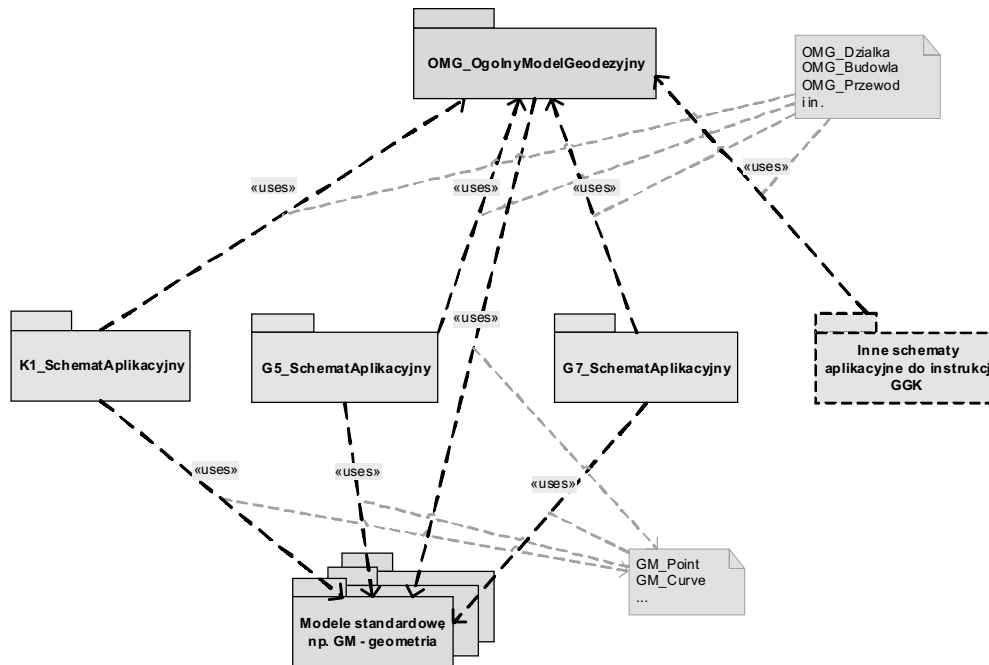 OMG_OgolnyModelGeodezyjny
OMG_Dzialka
OMG_Budowla
OMG_Przewod
i in.
«uses»
«uses»
«uses»
«uses»
«uses»
K1_SchematAplikacyjny
G5_SchematAplikacyjny
G7_SchematAplikacyjny
Inne schematy
aplikacyjne do instrukcj
GGK
«uses»
«uses»
«uses»
GM_Point
GM_Curve
...
Modele standardowę
np. GM - geometria